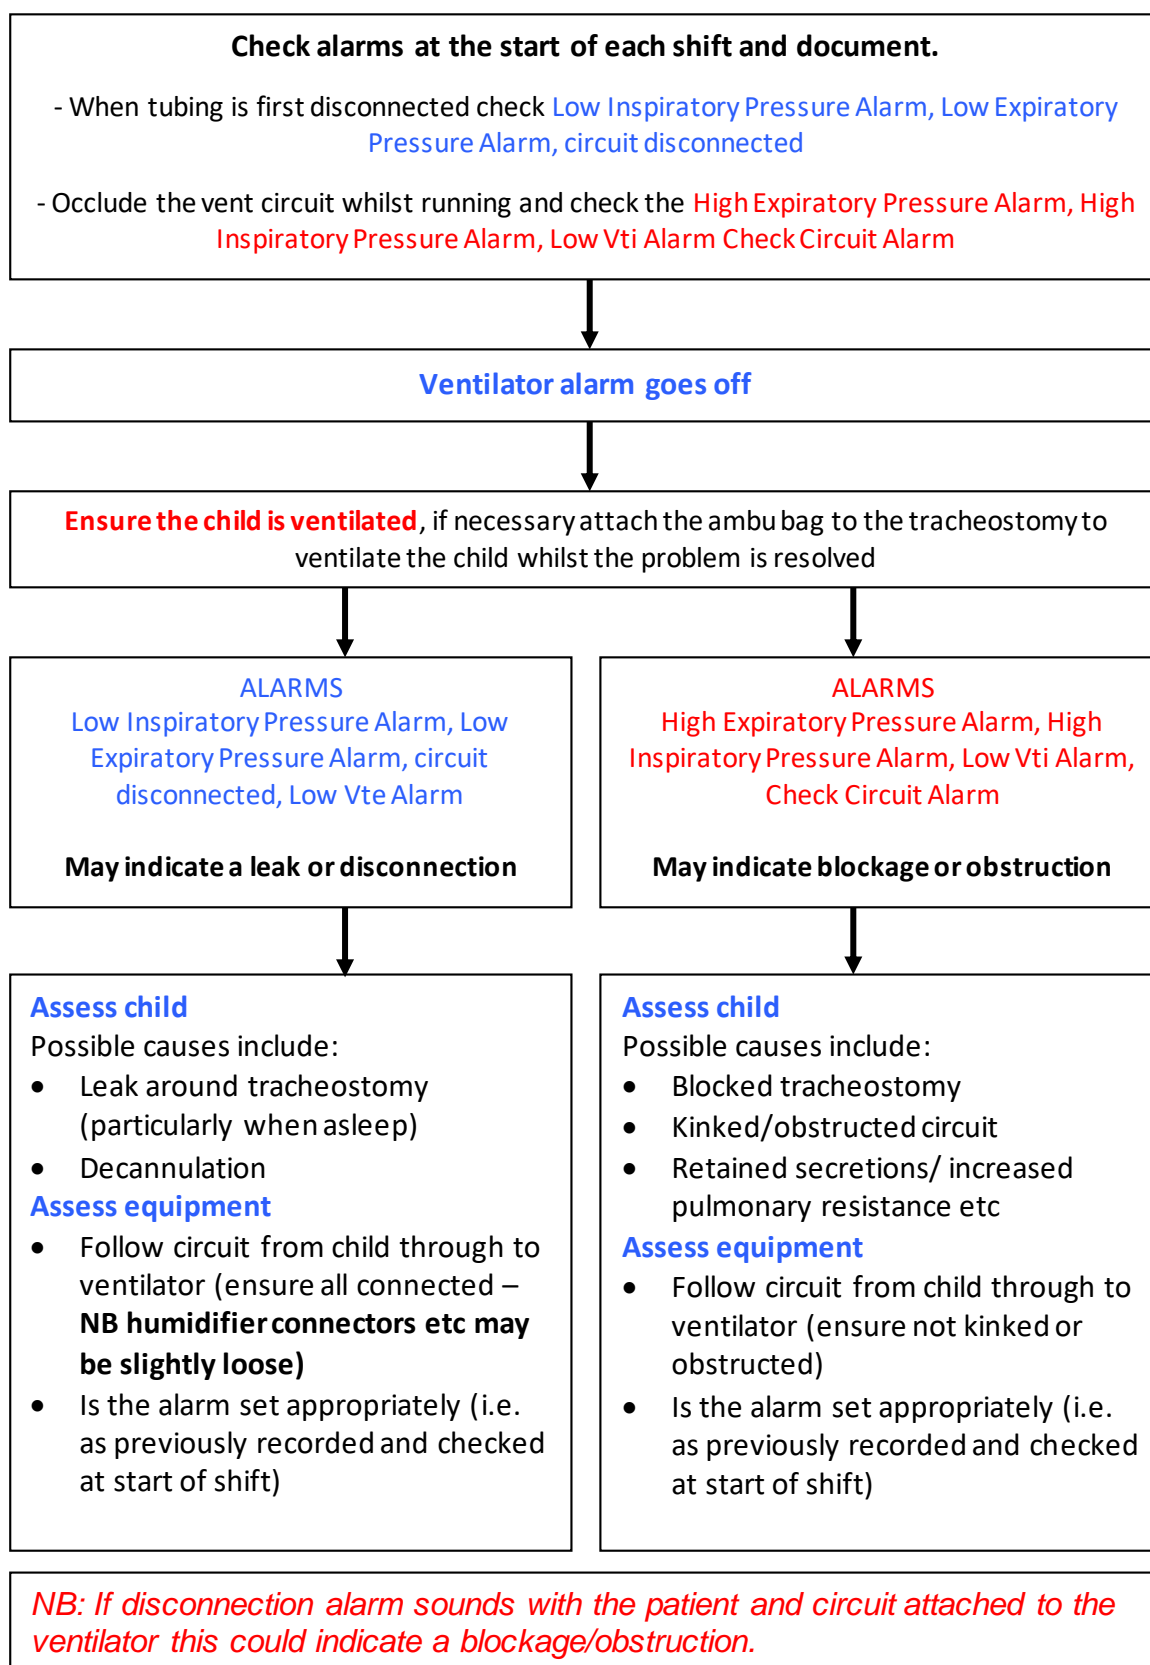 Check alarms at the start of each shift and document.
- When tubing is first disconnected check Low Inspiratory Pressure Alarm, Low Expiratory
Pressure Alarm, circuit disconnected
- Occlude the vent circuit whilst running and check the High Expiratory Pressure Alarm, High
Inspiratory Pressure Alarm, Low Vti Alarm Check Circuit Alarm
Ventilator alarm goes off
Ensure the child is ventilated, if necessary attach the ambu bag to the tracheostomy to
ventilate the child whilst the problem is resolved
ALARMS
Low Inspiratory Pressure Alarm, Low
Expiratory Pressure Alarm, circuit
disconnected, Low Vte Alarm
May indicate a leak or disconnection
ALARMS
High Expiratory Pressure Alarm, High
Inspiratory Pressure Alarm, Low Vti Alarm,
Check Circuit Alarm
May indicate blockage or obstruction
Assess child
Possible causes include:
• Leak around tracheostomy
(particularly when asleep)
• Decannulation
Assess equipment
• Follow circuit from child through to
ventilator (ensure all connected –
NB humidifier connectors etc may
be slightly loose)
• Is the alarm set appropriately (i.e.
as previously recorded and checked
at start of shift)
Assess child
Possible causes include:
• Blocked tracheostomy
• Kinked/obstructed circuit
• Retained secretions/ increased
pulmonary resistance etc
Assess equipment
• Follow circuit from child through to
ventilator (ensure not kinked or
obstructed)
• Is the alarm set appropriately (i.e.
as previously recorded and checked
at start of shift)
NB: If disconnection alarm sounds with the patient and circuit attached to the
ventilator this could indicate a blockage/obstruction.